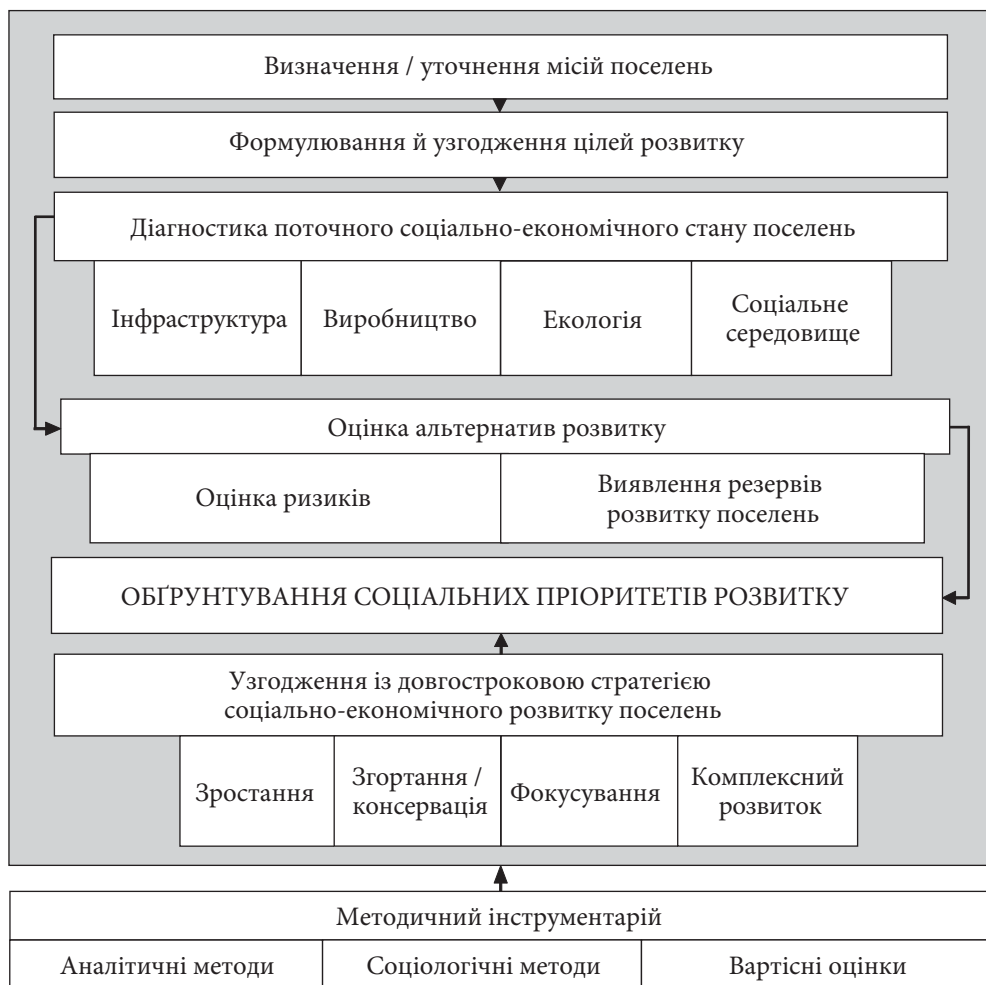 Визначення / уточнення місій поселень
Формулювання й узгодження цілей розвитку
Діагностика поточного соціально-економічного стану поселень
Інфраструктура
Виробництво
Екологія
Соціальне
середовище
Оцінка альтернатив розвитку
Оцінка ризиків
Виявлення резервів
розвитку поселень
ОБҐРУНТУВАННЯ СОЦІАЛЬНИХ ПРІОРИТЕТІВ РОЗВИТКУ
Узгодження із довгостроковою стратегією
соціально-економічного розвитку поселень
Зростання
Згортання /
консервація
Фокусування
Комплексний
розвиток
Методичний інструментарій
Аналітичні методи
Соціологічні методи
Вартісні оцінки